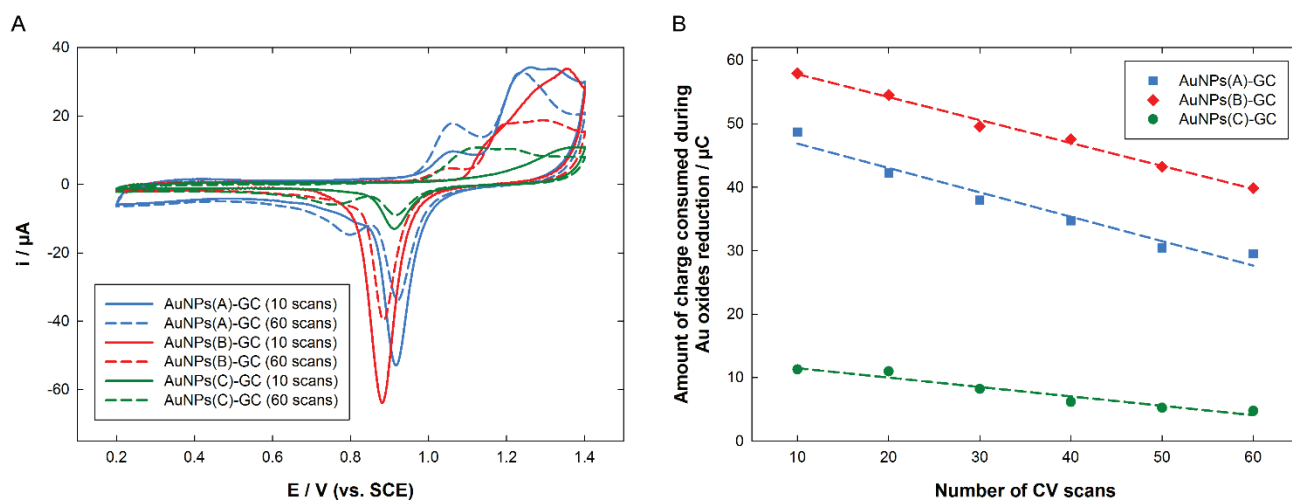 A
40
20
0
-20
-40
-60
i / µA
AuNPs(A)-GC (10 scans)
AuNPs(A)-GC (60 scans)
AuNPs(B)-GC (10 scans)
AuNPs(B)-GC (60 scans)
AuNPs(C)-GC (10 scans)
AuNPs(C)-GC (60 scans)
0.2 0.4 0.6 0.8 1.0 1.2 1.4
E / V (vs. SCE)
B
60
50
40
30
20
10
0
Amount of charge consumed during
Au oxides reduction / µC
AuNPs(A)-GC
AuNPs(B)-GC
AuNPs(C)-GC
10 20 30 40 50 60
Number of CV scans